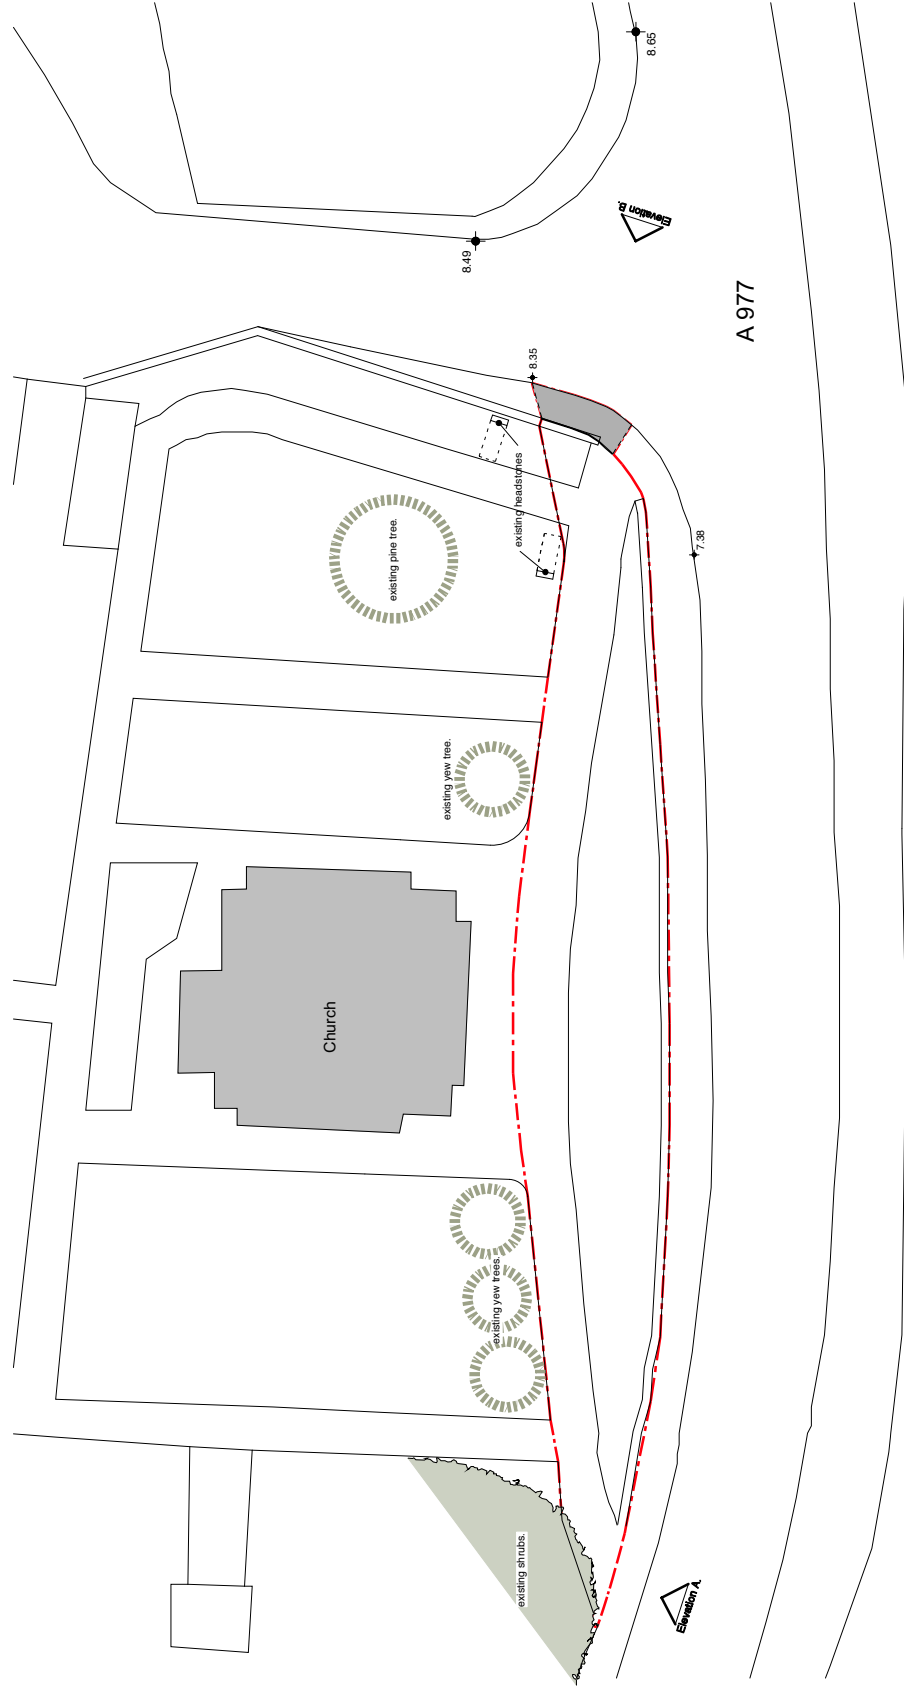 8.65
Elevation B.
8.49
A 977
8.35
existing headstones
existing pine tree.
7.38
existing yew tree.
Church
existing yew trees.
existing shrubs.
Elevation A.